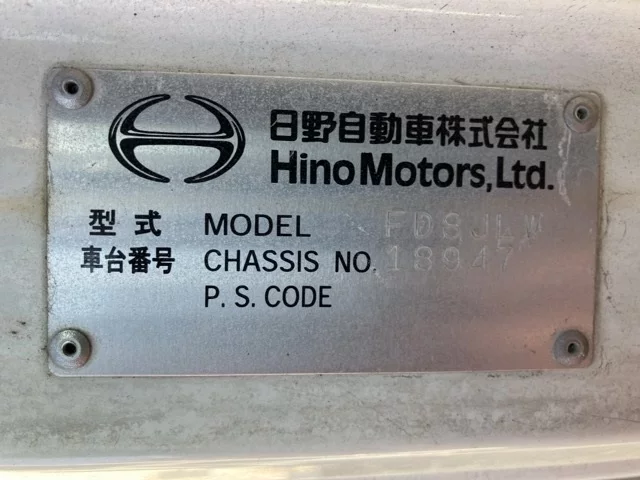 日野自動車株式会社
Hino Motors, Ltd.
型式 MODEL FD8JLW
車台番号 CHASSIS NO. 18947
P. S. CODE